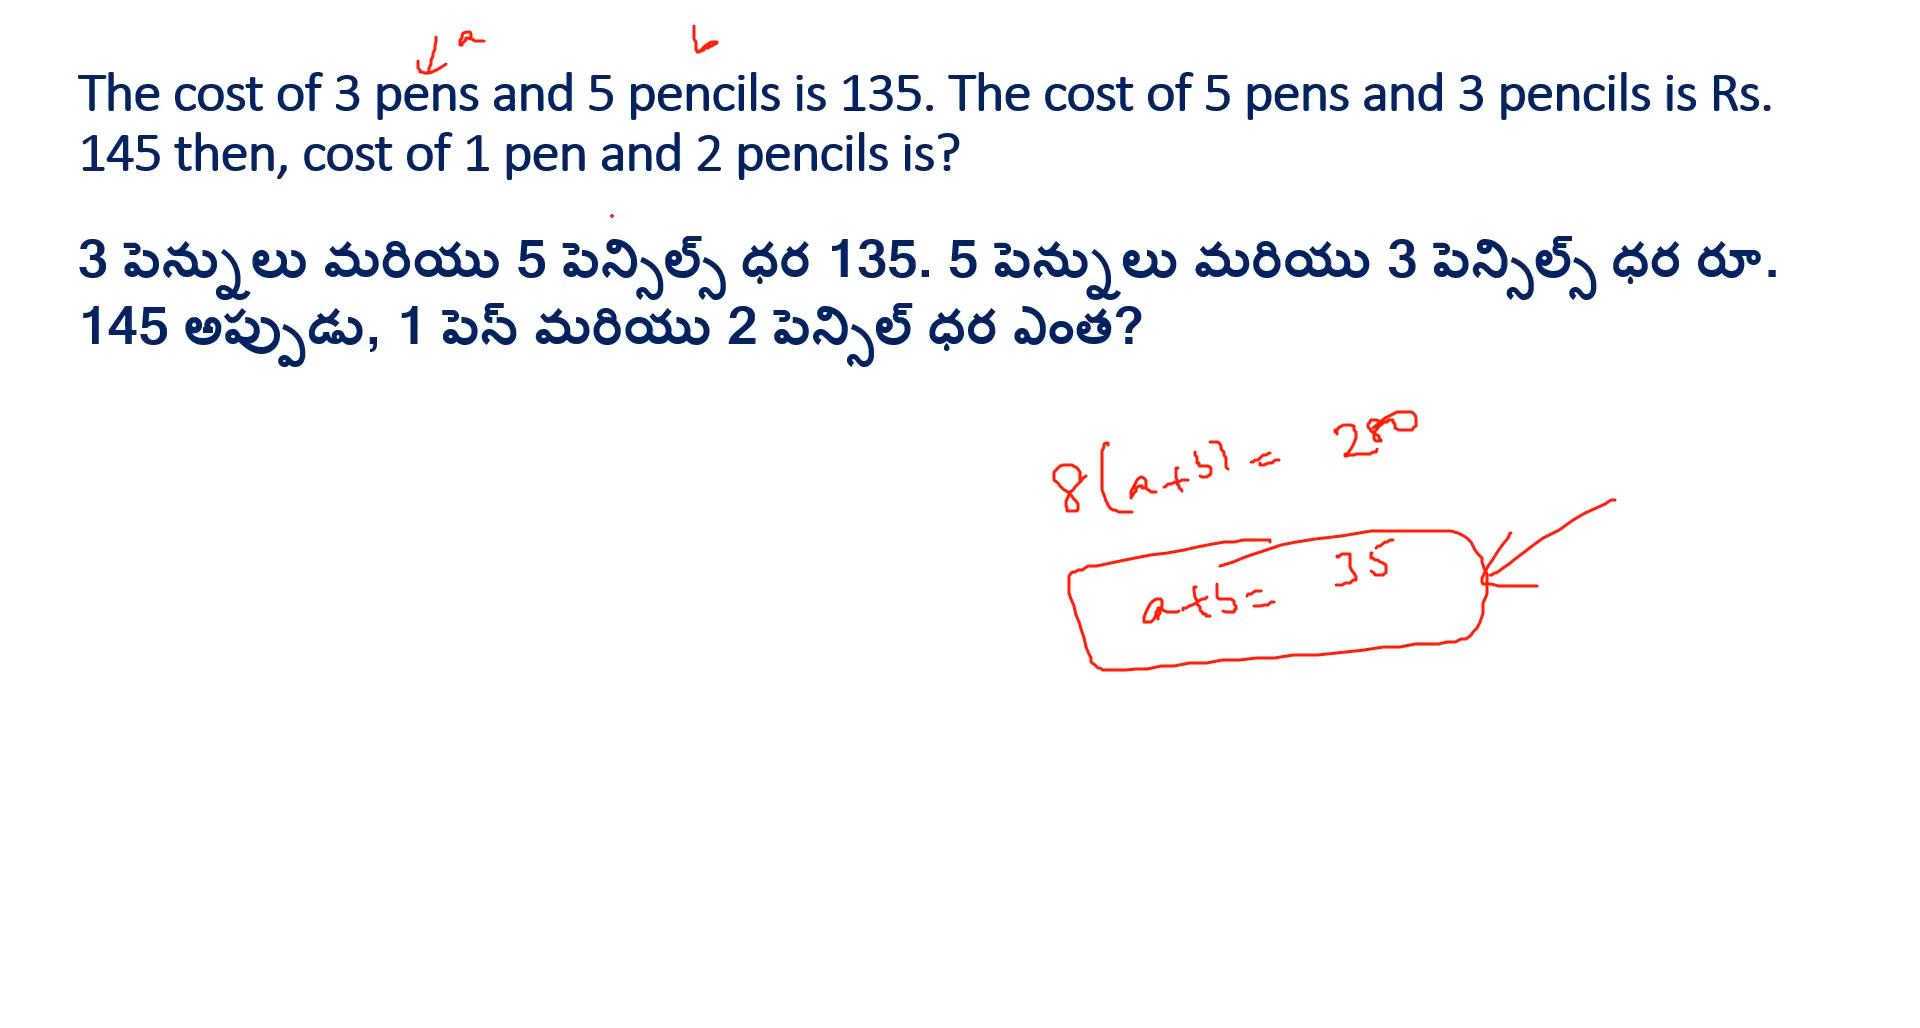 a b
The cost of 3 pens and 5 pencils is 135. The cost of 5 pens and 3 pencils is Rs.
145 then, cost of 1 pen and 2 pencils is?
3 పెన్నులు మరియు 5 పెన్సిల్స్ ధర 135. 5 పెన్నులు మరియు 3 పెన్సిల్స్ ధర రూ.
145 అప్పుడు, 1 పెన్ మరియు 2 పెన్సిల్ ధర ఎంత?
8(a+b) = 280
a+b= 35